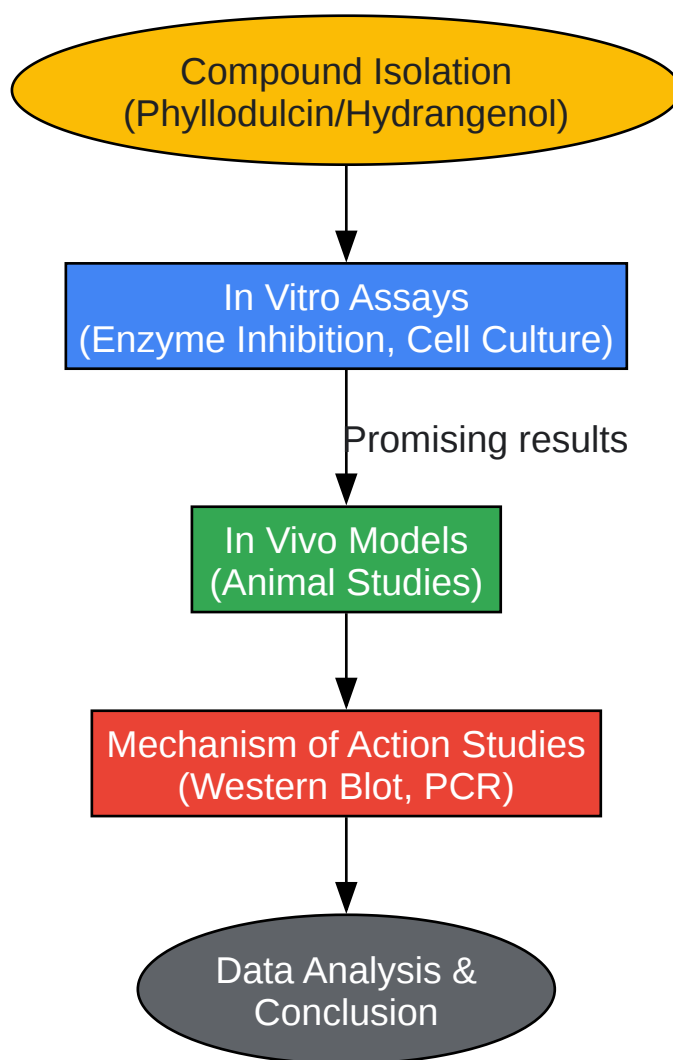 Compound Isolation
(Phyllodulcin/Hydrangenol)
In Vitro Assays
(Enzyme Inhibition, Cell Culture)
Promising results
In Vivo Models
(Animal Studies)
Mechanism of Action Studies
(Western Blot, PCR)
Data Analysis &
Conclusion